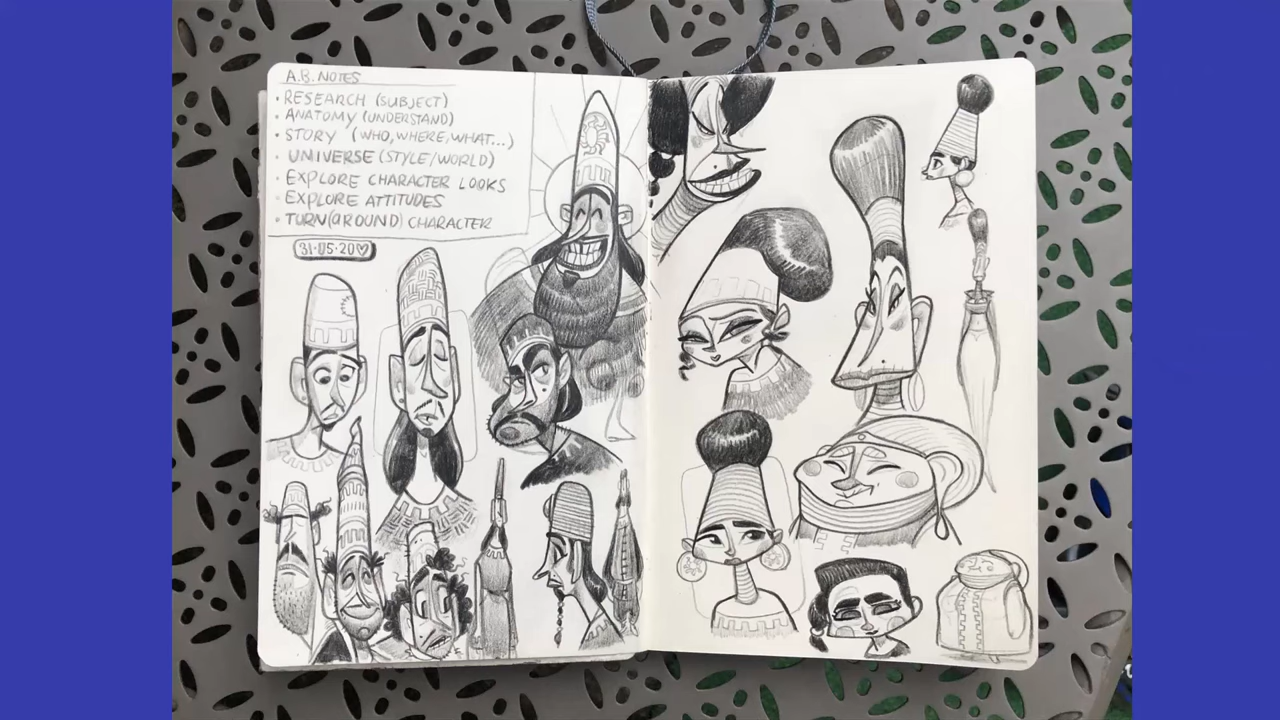 A.B. NOTES
• RESEARCH (SUBJECT)
• ANATOMY (UNDERSTAND)
• STORY (WHO, WHERE, WHAT...)
• UNIVERSE (STYLE/WORLD)
• EXPLORE CHARACTER LOOKS
• EXPLORE ATTITUDES
• TURN(AROUND) CHARACTER
31·05·20♡